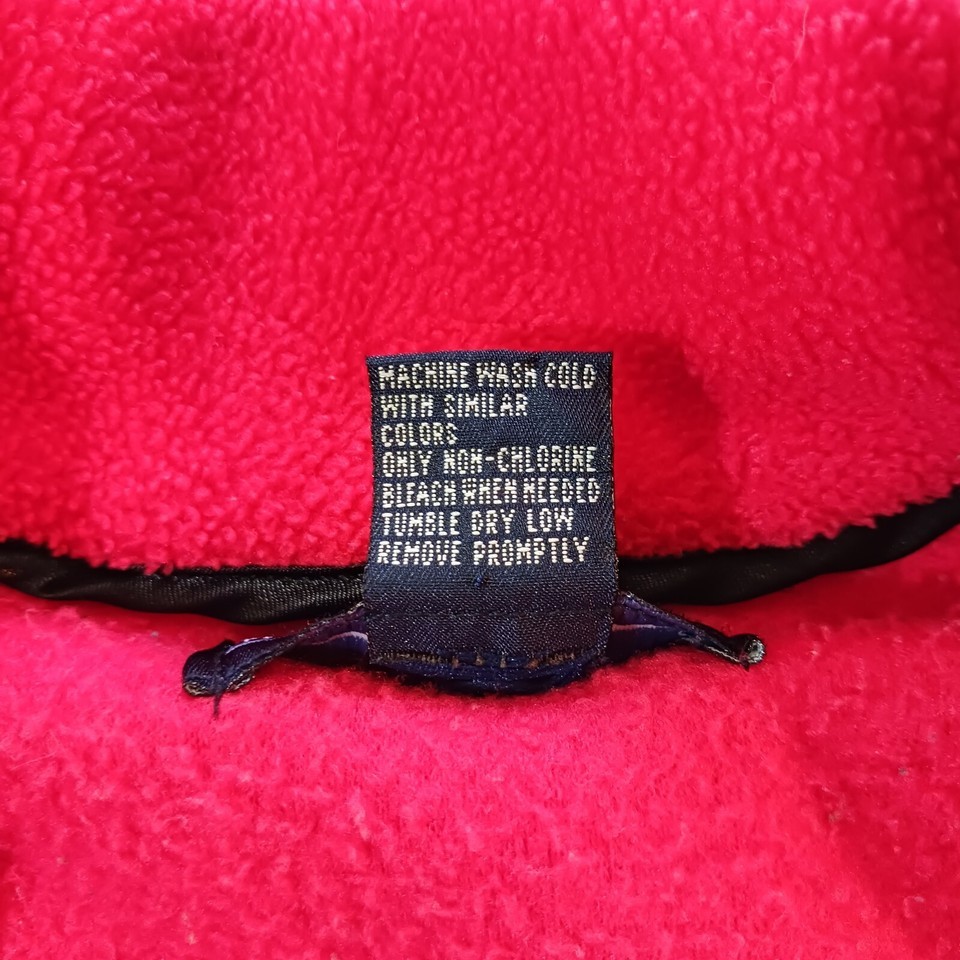 MACHINE WASH COLD
WITH SIMILAR
COLORS
ONLY NON-CHLORINE
BLEACH WHEN NEEDED
TUMBLE DRY LOW
REMOVE PROMPTLY